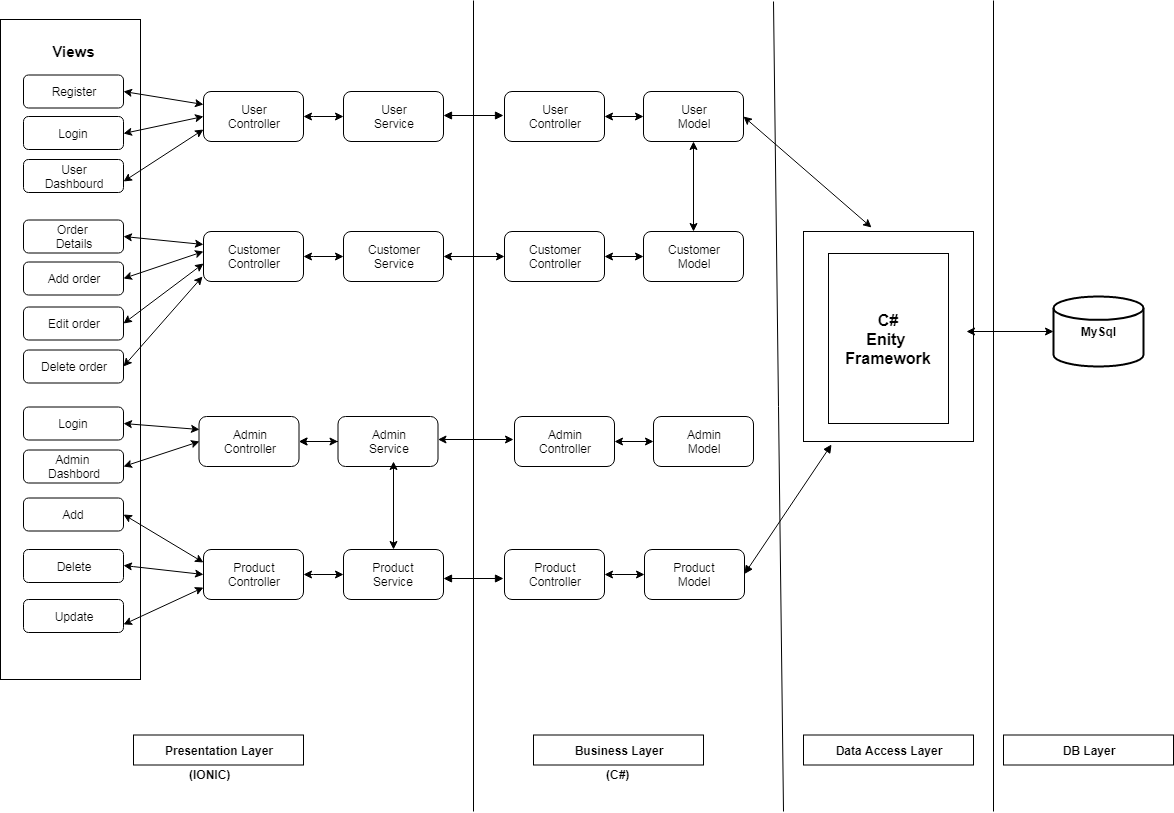 Views
Register
Login
User
Dashbourd
Order
Details
Add order
Edit order
Delete order
Login
Admin
Dashbord
Add
Delete
Update
User
Controller
User
Service
User
Controller
User
Model
Customer
Controller
Customer
Service
Customer
Controller
Customer
Model
Admin
Controller
Admin
Service
Admin
Controller
Admin
Model
Product
Controller
Product
Service
Product
Controller
Product
Model
C#
Enity
Framework
MySql
Presentation Layer
(IONIC)
Business Layer
(C#)
Data Access Layer
DB Layer